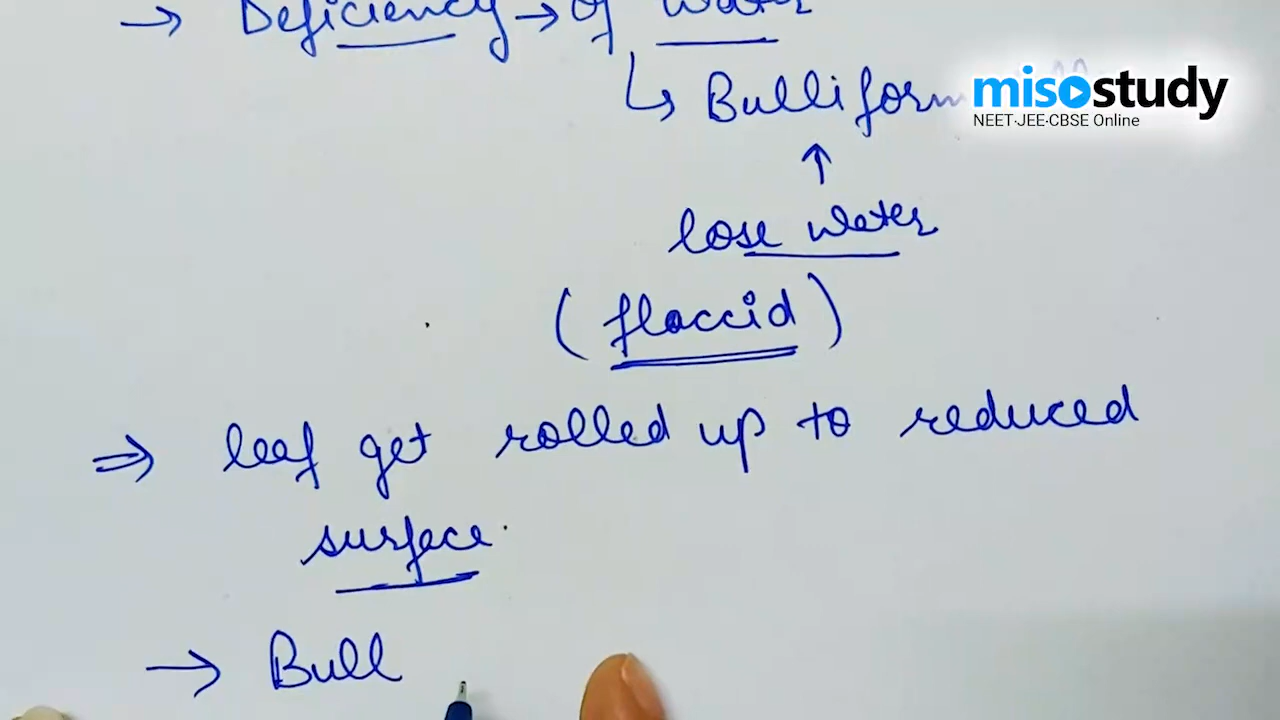 → Deficiency → of water
↳ Bulliform
misostudy
NEET-JEE-CBSE Online
↑
lose water
(flaccid)
⇒ leaf get rolled up to reduced
surface.
→ Bull